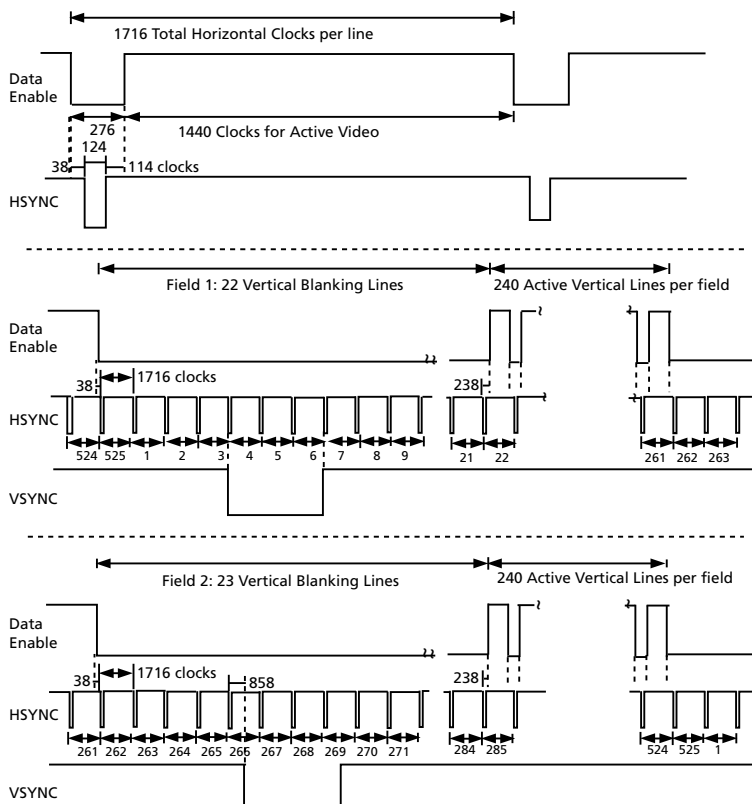 1716 Total Horizontal Clocks per line
Data
Enable
276
1440 Clocks for Active Video
124
38
114 clocks
HSYNC
Field 1: 22 Vertical Blanking Lines
240 Active Vertical Lines per field
Data
Enable
38
1716 clocks
238
HSYNC
524 525 1 2 3 4 5 6 7 8 9 21 22 261 262 263
VSYNC
Field 2: 23 Vertical Blanking Lines
240 Active Vertical Lines per field
Data
Enable
38
1716 clocks
858
238
HSYNC
261 262 263 264 265 266 267 268 269 270 271 284 285 524 525 1
VSYNC